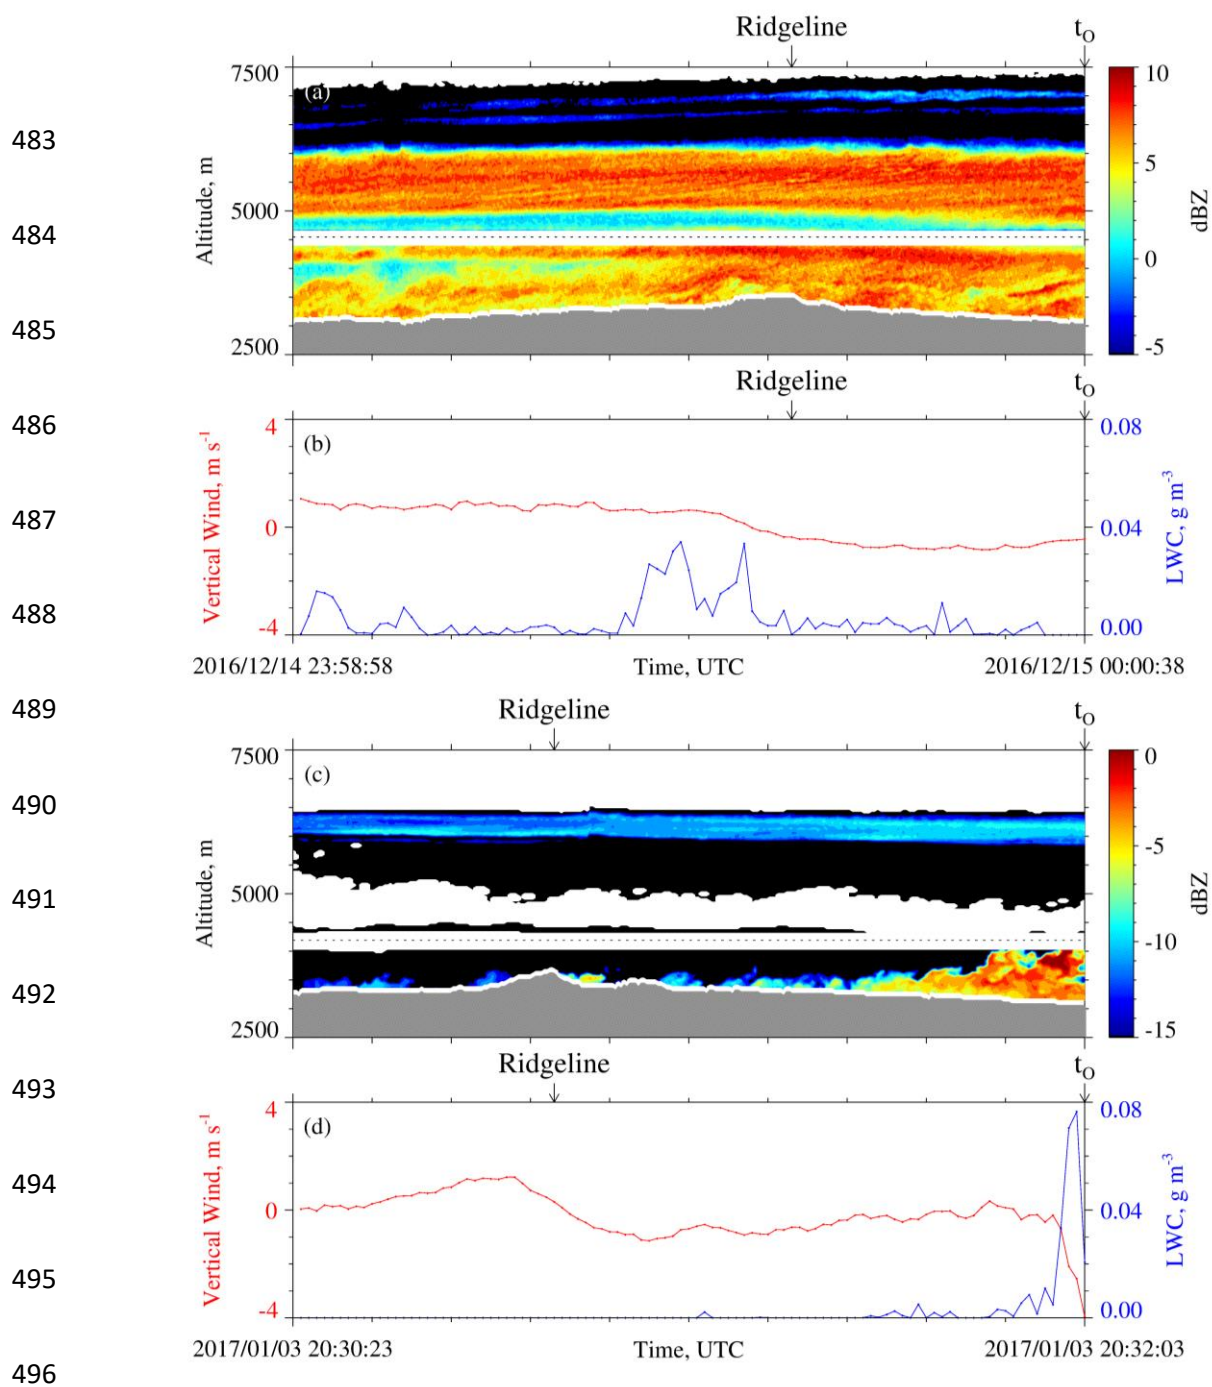 Ridgeline t_O
7500 (a) 10
483
5
Altitude, m 5000 dBZ
484 0
485
2500 -5
Ridgeline t_O
486 4 0.08
(b)
487 Vertical Wind, m s^-1 0 0.04 LWC, g m^-3
488 -4 0.00
2016/12/14 23:58:58 Time, UTC 2016/12/15 00:00:38
489 Ridgeline t_O
7500 (c) 0
490
-5
491 Altitude, m 5000 dBZ
-10
492
2500 -15
Ridgeline t_O
493 4 0.08
(d)
494 Vertical Wind, m s^-1 0 0.04 LWC, g m^-3
495 -4 0.00
2017/01/03 20:30:23 Time, UTC 2017/01/03 20:32:03
496